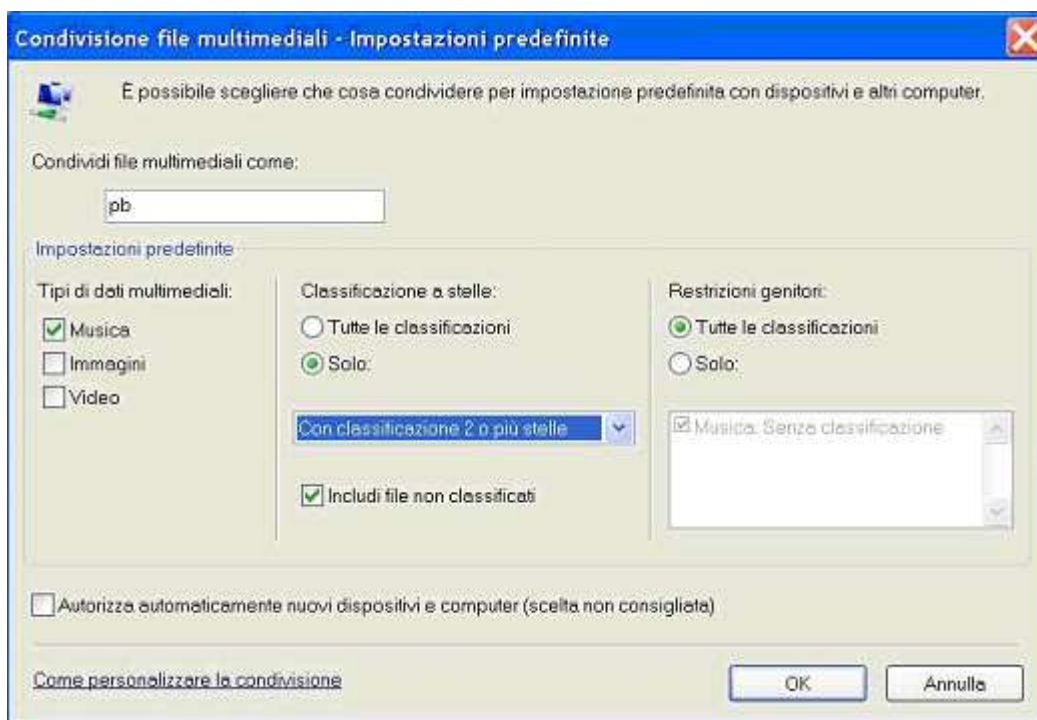 Condivisione file multimediali - Impostazioni predefinite
È possibile scegliere che cosa condividere per impostazione predefinita con dispositivi e altri computer.
Condividi file multimediali come:
pb
Impostazioni predefinite
Tipi di dati multimediali:
Musica
Immagini
Video
Classificazione a stelle:
Tutte le classificazioni
Solo:
Con classificazione 2 o più stelle
Includi file non classificati
Restrizioni genitori:
Tutte le classificazioni
Solo:
Musica: Senza classificazione
Autorizza automaticamente nuovi dispositivi e computer (scelta non consigliata)
Come personalizzare la condivisione
OK
Annulla